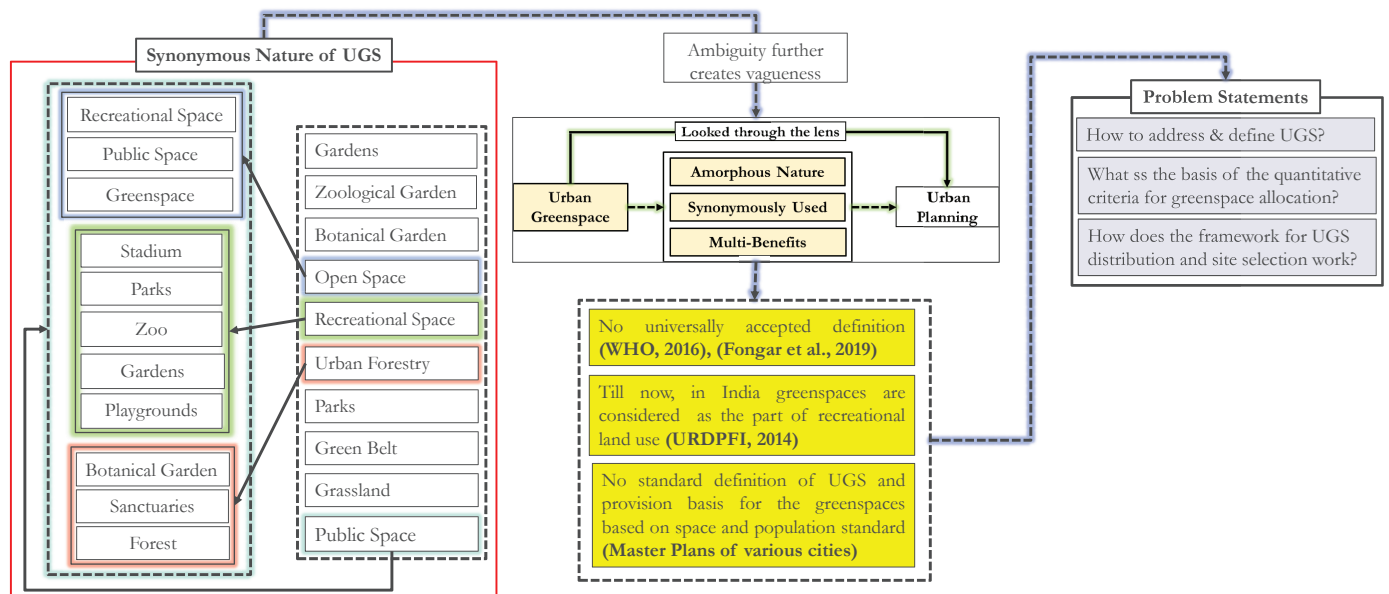 Synonymous Nature of UGS
Recreational Space
Public Space
Greenspace
Stadium
Parks
Zoo
Gardens
Playgrounds
Botanical Garden
Sanctuaries
Forest
Gardens
Zoological Garden
Botanical Garden
Open Space
Recreational Space
Urban Forestry
Parks
Green Belt
Grassland
Public Space
Ambiguity further
creates vagueness
Looked through the lens
Urban
Greenspace
Amorphous Nature
Synonymously Used
Multi-Benefits
Urban
Planning
No universally accepted definition
(WHO, 2016), (Fongar et al., 2019)
Till now, in India greenspaces are
considered as the part of recreational
land use (URDPFI, 2014)
No standard definition of UGS and
provision basis for the greenspaces
based on space and population standard
(Master Plans of various cities)
Problem Statements
How to address & define UGS?
What ss the basis of the quantitative
criteria for greenspace allocation?
How does the framework for UGS
distribution and site selection work?